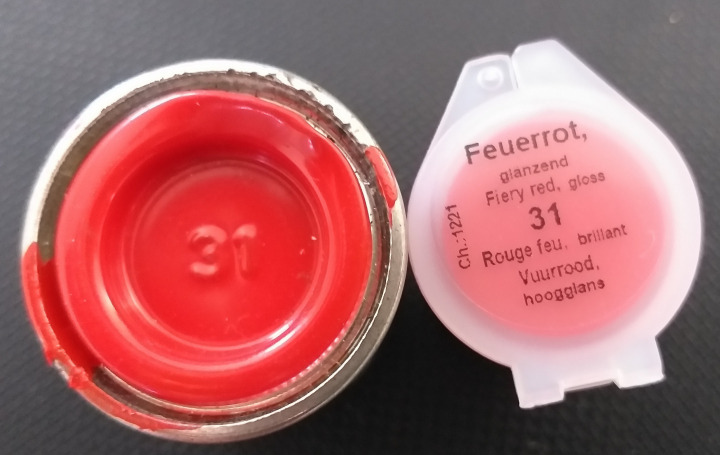 31
Feuerrot,
glanzend
Fiery red, gloss
31
Rouge feu, brillant
Vuurrood,
hoogglans
Ch.:1221